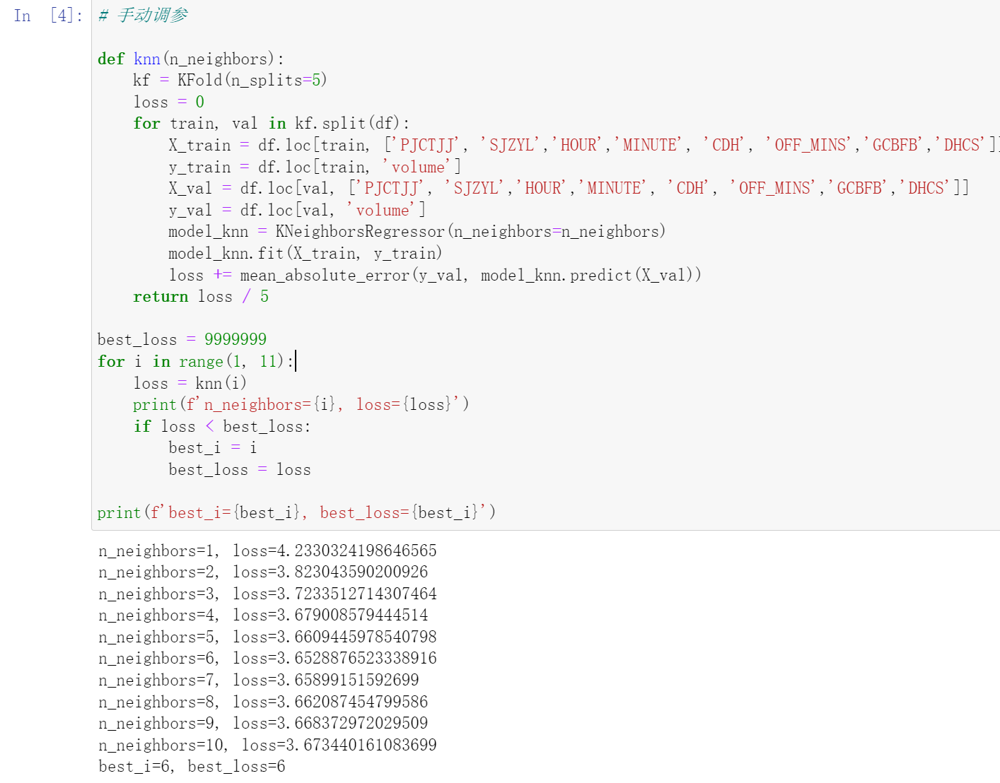 In [4]: # 手动调参
def knn(n_neighbors):
    kf = KFold(n_splits=5)
    loss = 0
    for train, val in kf.split(df):
        X_train = df.loc[train, ['PJCTJJ', 'SJZYL','HOUR','MINUTE', 'CDH', 'OFF_MINS','GCBFB','DHCS']]
        y_train = df.loc[train, 'volume']
        X_val = df.loc[val, ['PJCTJJ', 'SJZYL','HOUR','MINUTE', 'CDH', 'OFF_MINS','GCBFB','DHCS']]
        y_val = df.loc[val, 'volume']
        model_knn = KNeighborsRegressor(n_neighbors=n_neighbors)
        model_knn.fit(X_train, y_train)
        loss += mean_absolute_error(y_val, model_knn.predict(X_val))
    return loss / 5
best_loss = 9999999
for i in range(1, 11):
    loss = knn(i)
    print(f'n_neighbors={i}, loss={loss}')
    if loss < best_loss:
        best_i = i
        best_loss = loss
print(f'best_i={best_i}, best_loss={best_i}')
n_neighbors=1, loss=4.2330324198646565
n_neighbors=2, loss=3.823043590200926
n_neighbors=3, loss=3.7233512714307464
n_neighbors=4, loss=3.679008579444514
n_neighbors=5, loss=3.6609445978540798
n_neighbors=6, loss=3.6528876523338916
n_neighbors=7, loss=3.65899151592699
n_neighbors=8, loss=3.662087454799586
n_neighbors=9, loss=3.668372972029509
n_neighbors=10, loss=3.673440161083699
best_i=6, best_loss=6